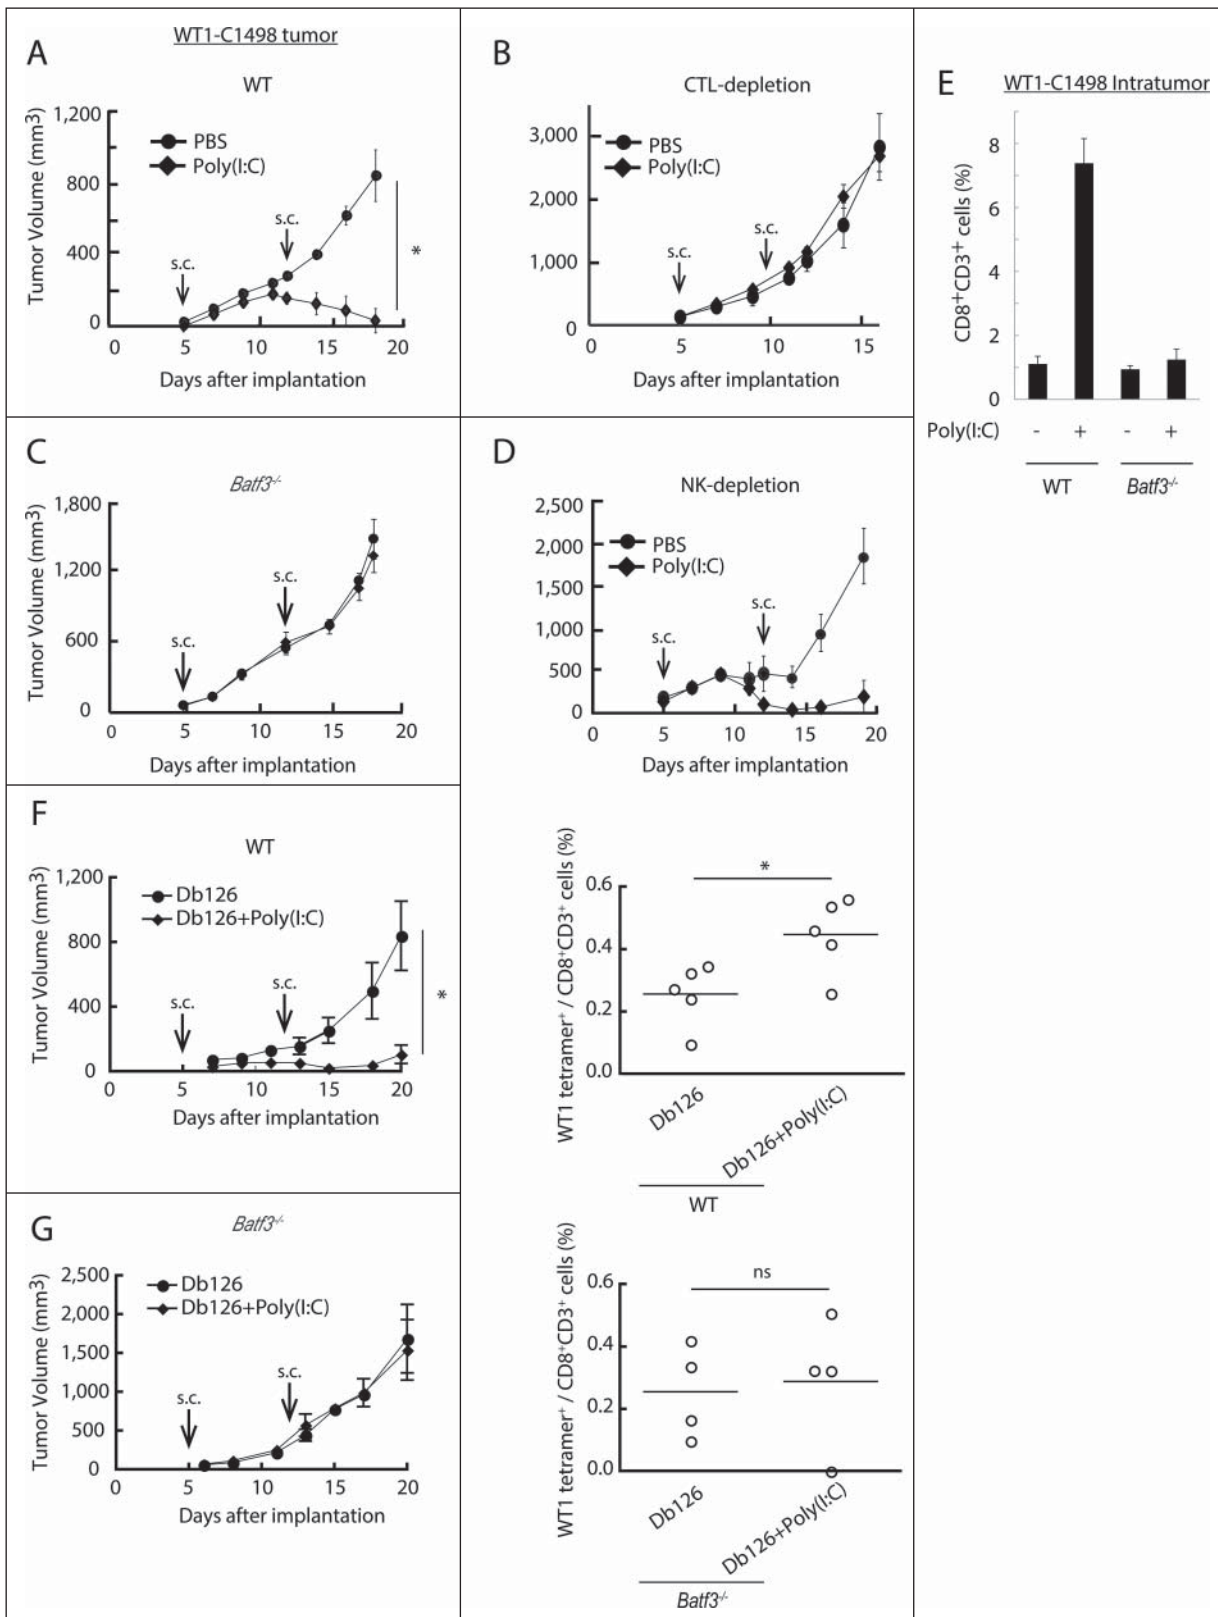 A
WT1-C1498 tumor
WT
Tumor Volume (mm3)
1,200
800
400
0
PBS
Poly(I:C)
s.c.
s.c.
*
0 5 10 15 20
Days after implantation
B
CTL-depletion
3,000
2,000
1,000
0
PBS
Poly(I:C)
s.c.
s.c.
0 5 10 15
Days after implantation
E
WT1-C1498 Intratumor
CD8+CD3+ cells (%)
8
6
4
2
0
Poly(I:C) - + - +
WT Batf3-/-
C
Batf3-/-
Tumor Volume (mm3)
1,800
1,200
600
0
s.c.
s.c.
0 5 10 15 20
Days after implantation
D
NK-depletion
2,500
2,000
1,500
1,000
500
0
PBS
Poly(I:C)
s.c.
s.c.
0 5 10 15 20
Days after implantation
F
WT
Tumor Volume (mm3)
1,200
800
400
0
Db126
Db126+Poly(I:C)
s.c.
s.c.
*
0 5 10 15 20
Days after implantation
WT1 tetramer+ / CD8+CD3+ cells (%)
0.6
0.4
0.2
0.0
*
Db126
Db126+Poly(I:C)
WT
G
Batf3-/-
Tumor Volume (mm3)
2,500
2,000
1,500
1,000
500
0
Db126
Db126+Poly(I:C)
s.c.
s.c.
0 5 10 15 20
Days after implantation
WT1 tetramer+ / CD8+CD3+ cells (%)
0.6
0.4
0.2
0.0
ns
Db126
Db126+Poly(I:C)
Batf3-/-